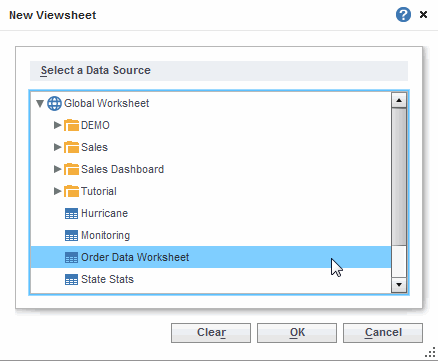 New Viewsheet
Select a Data Source
Global Worksheet
DEMO
Sales
Sales Dashboard
Tutorial
Hurricane
Monitoring
Order Data Worksheet
State Stats
Clear OK Cancel